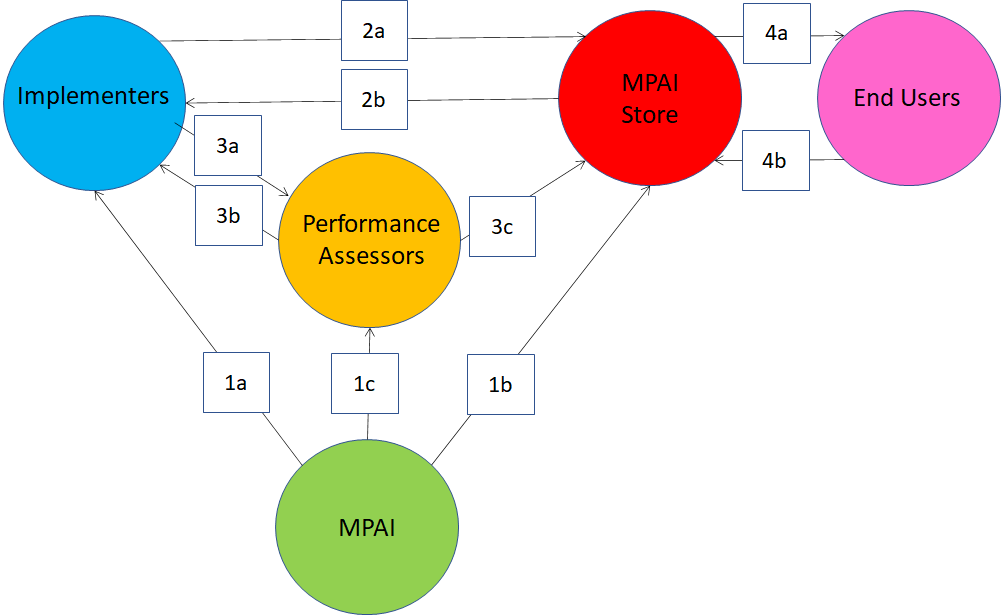 2a
4a
Implementers
MPAI
Store
End Users
2b
3a
4b
3b
Performance
Assessors
3c
1a
1c
1b
MPAI